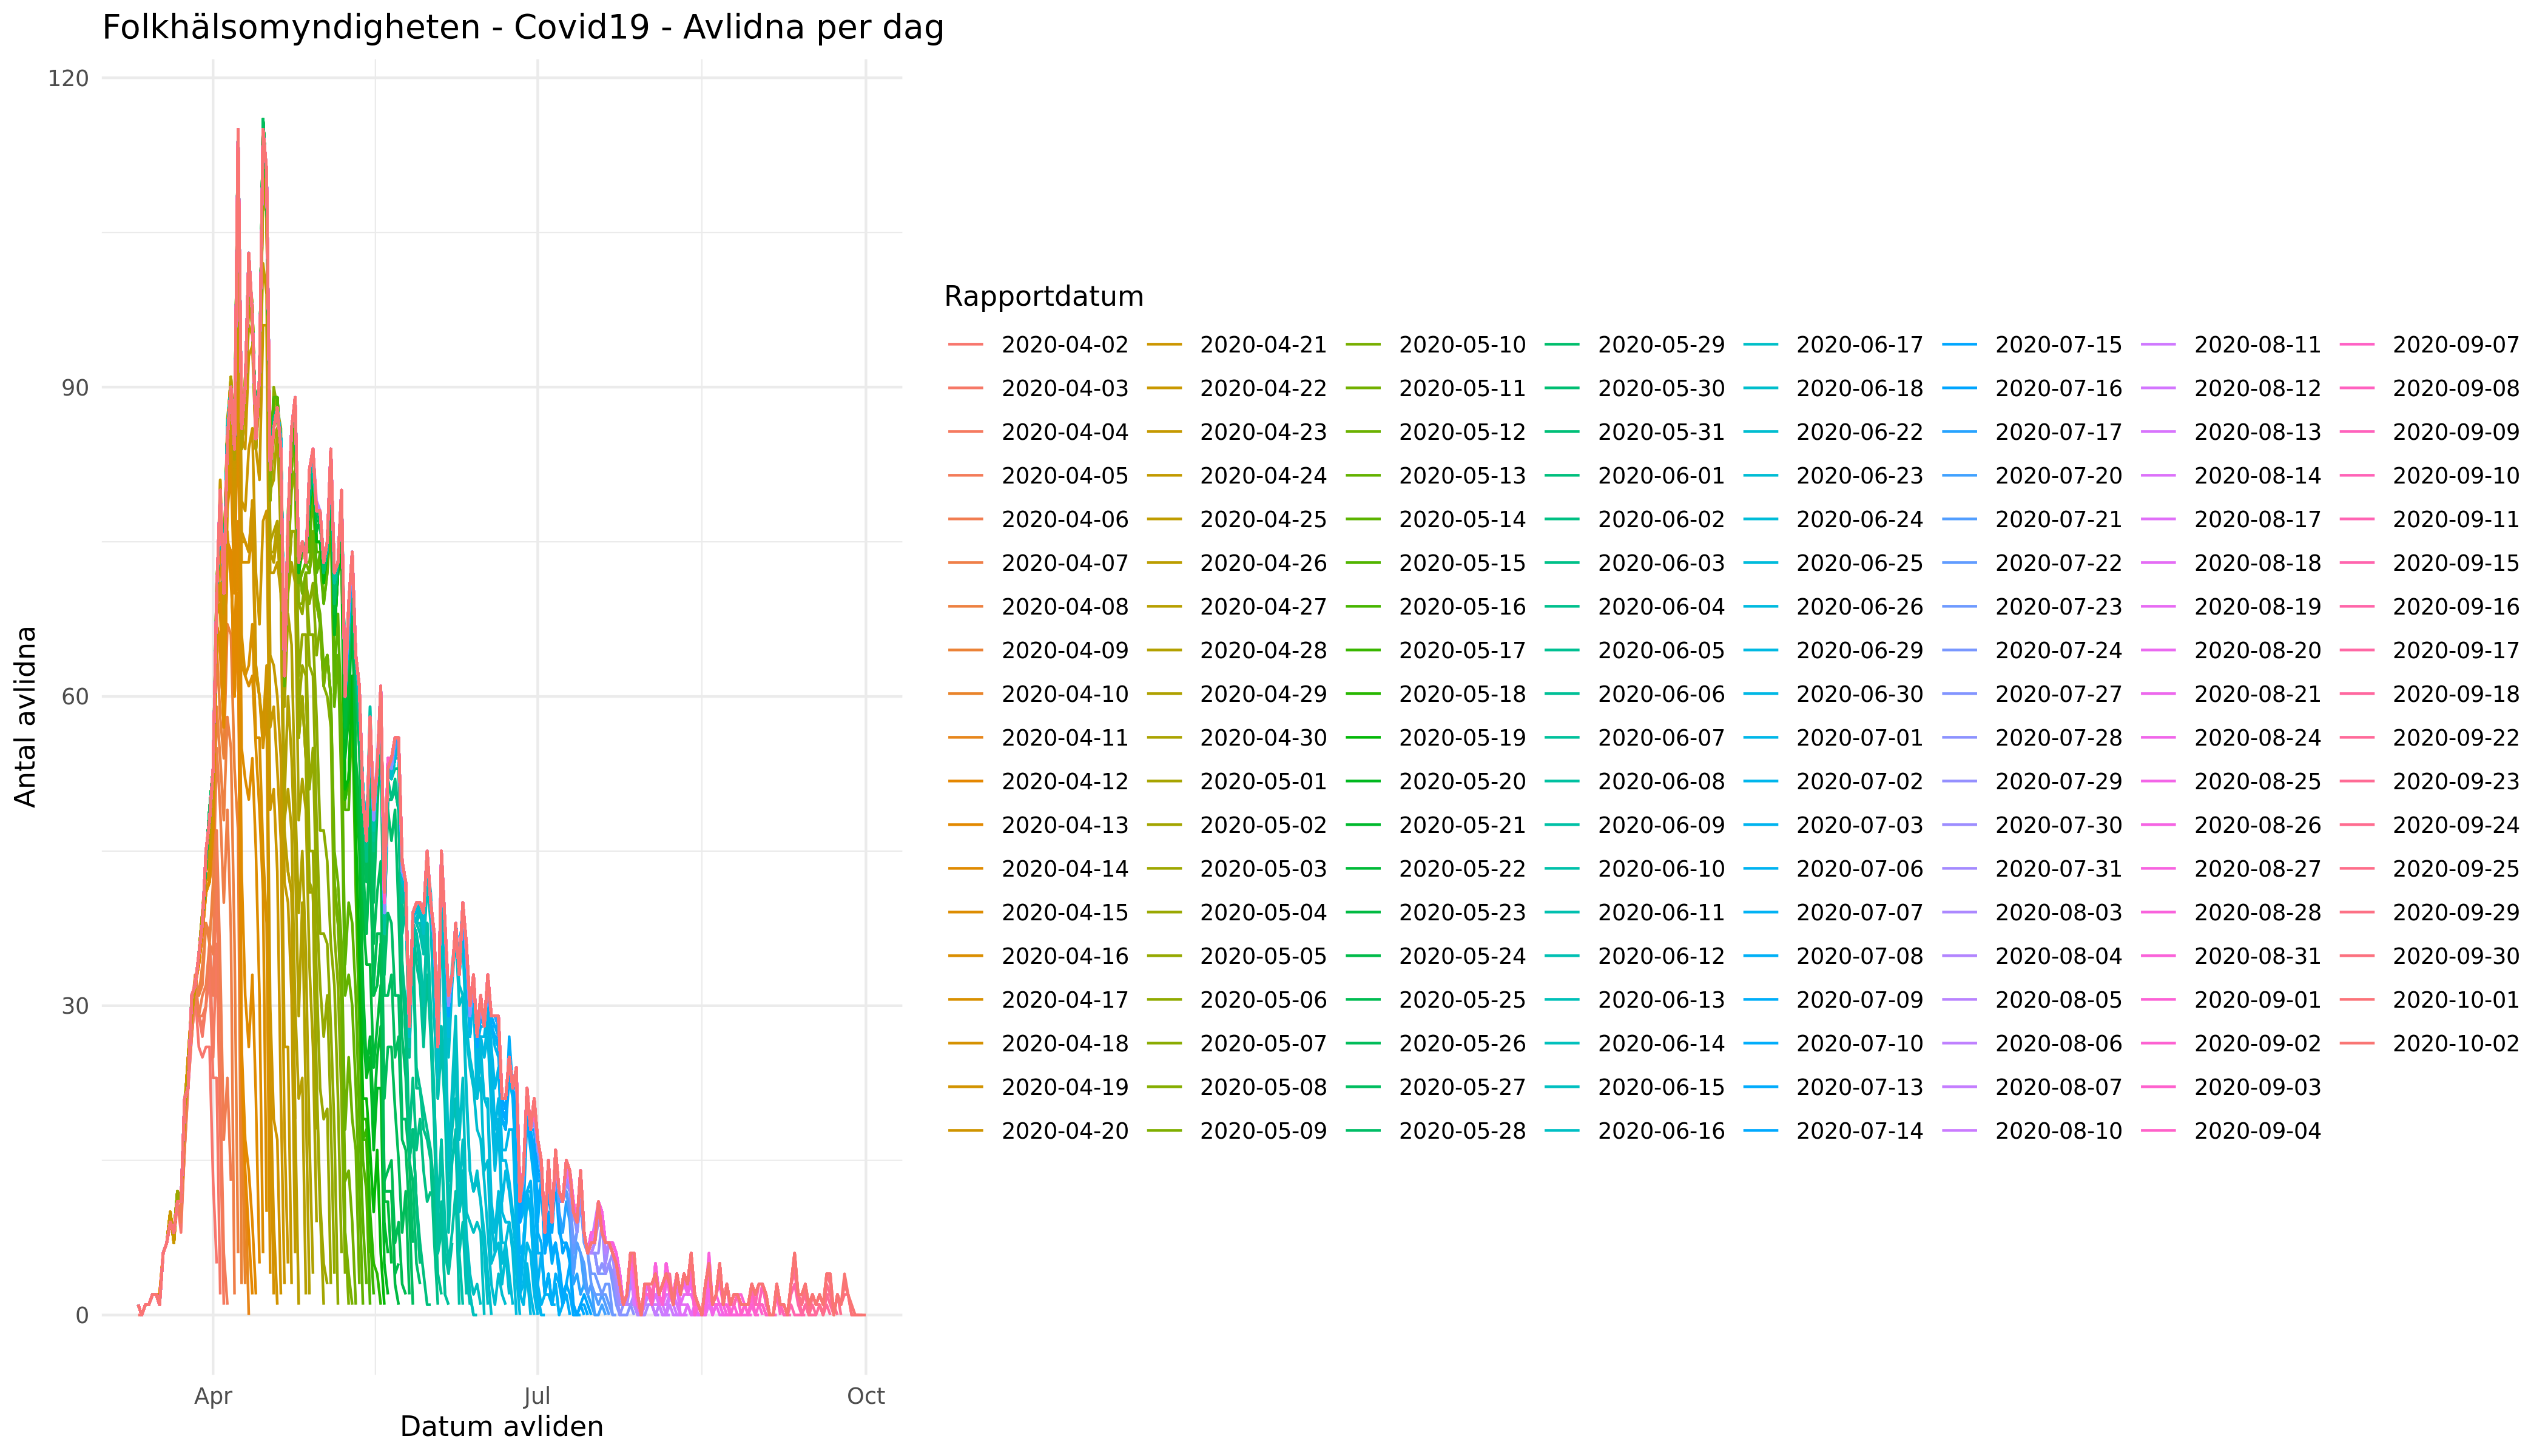 Folkhälsomyndigheten - Covid19 - Avlidna per dag
120
90
60
30
0
Antal avlidna
Apr Jul Oct
Datum avliden
Rapportdatum
2020-04-02 2020-04-21 2020-05-10 2020-05-29 2020-06-17 2020-07-15 2020-08-11 2020-09-07
2020-04-03 2020-04-22 2020-05-11 2020-05-30 2020-06-18 2020-07-16 2020-08-12 2020-09-08
2020-04-04 2020-04-23 2020-05-12 2020-05-31 2020-06-22 2020-07-17 2020-08-13 2020-09-09
2020-04-05 2020-04-24 2020-05-13 2020-06-01 2020-06-23 2020-07-20 2020-08-14 2020-09-10
2020-04-06 2020-04-25 2020-05-14 2020-06-02 2020-06-24 2020-07-21 2020-08-17 2020-09-11
2020-04-07 2020-04-26 2020-05-15 2020-06-03 2020-06-25 2020-07-22 2020-08-18 2020-09-15
2020-04-08 2020-04-27 2020-05-16 2020-06-04 2020-06-26 2020-07-23 2020-08-19 2020-09-16
2020-04-09 2020-04-28 2020-05-17 2020-06-05 2020-06-29 2020-07-24 2020-08-20 2020-09-17
2020-04-10 2020-04-29 2020-05-18 2020-06-06 2020-06-30 2020-07-27 2020-08-21 2020-09-18
2020-04-11 2020-04-30 2020-05-19 2020-06-07 2020-07-01 2020-07-28 2020-08-24 2020-09-22
2020-04-12 2020-05-01 2020-05-20 2020-06-08 2020-07-02 2020-07-29 2020-08-25 2020-09-23
2020-04-13 2020-05-02 2020-05-21 2020-06-09 2020-07-03 2020-07-30 2020-08-26 2020-09-24
2020-04-14 2020-05-03 2020-05-22 2020-06-10 2020-07-06 2020-07-31 2020-08-27 2020-09-25
2020-04-15 2020-05-04 2020-05-23 2020-06-11 2020-07-07 2020-08-03 2020-08-28 2020-09-29
2020-04-16 2020-05-05 2020-05-24 2020-06-12 2020-07-08 2020-08-04 2020-08-31 2020-09-30
2020-04-17 2020-05-06 2020-05-25 2020-06-13 2020-07-09 2020-08-05 2020-09-01 2020-10-01
2020-04-18 2020-05-07 2020-05-26 2020-06-14 2020-07-10 2020-08-06 2020-09-02 2020-10-02
2020-04-19 2020-05-08 2020-05-27 2020-06-15 2020-07-13 2020-08-07 2020-09-03
2020-04-20 2020-05-09 2020-05-28 2020-06-16 2020-07-14 2020-08-10 2020-09-04